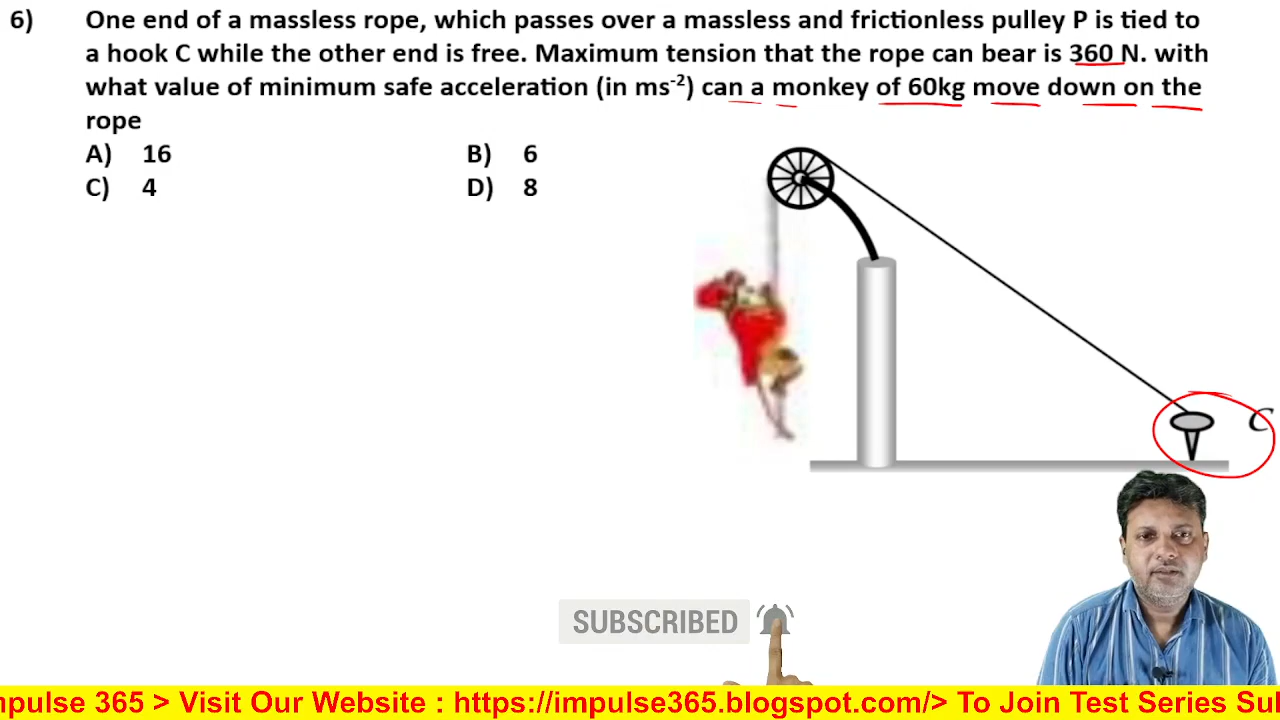 6) One end of a massless rope, which passes over a massless and frictionless pulley P is tied to
a hook C while the other end is free. Maximum tension that the rope can bear is 360 N. with
what value of minimum safe acceleration (in ms⁻²) can a monkey of 60kg move down on the
rope
A) 16 B) 6
C) 4 D) 8
C
SUBSCRIBED
mpulse 365 > Visit Our Website : https://impulse365.blogspot.com/> To Join Test Series Su